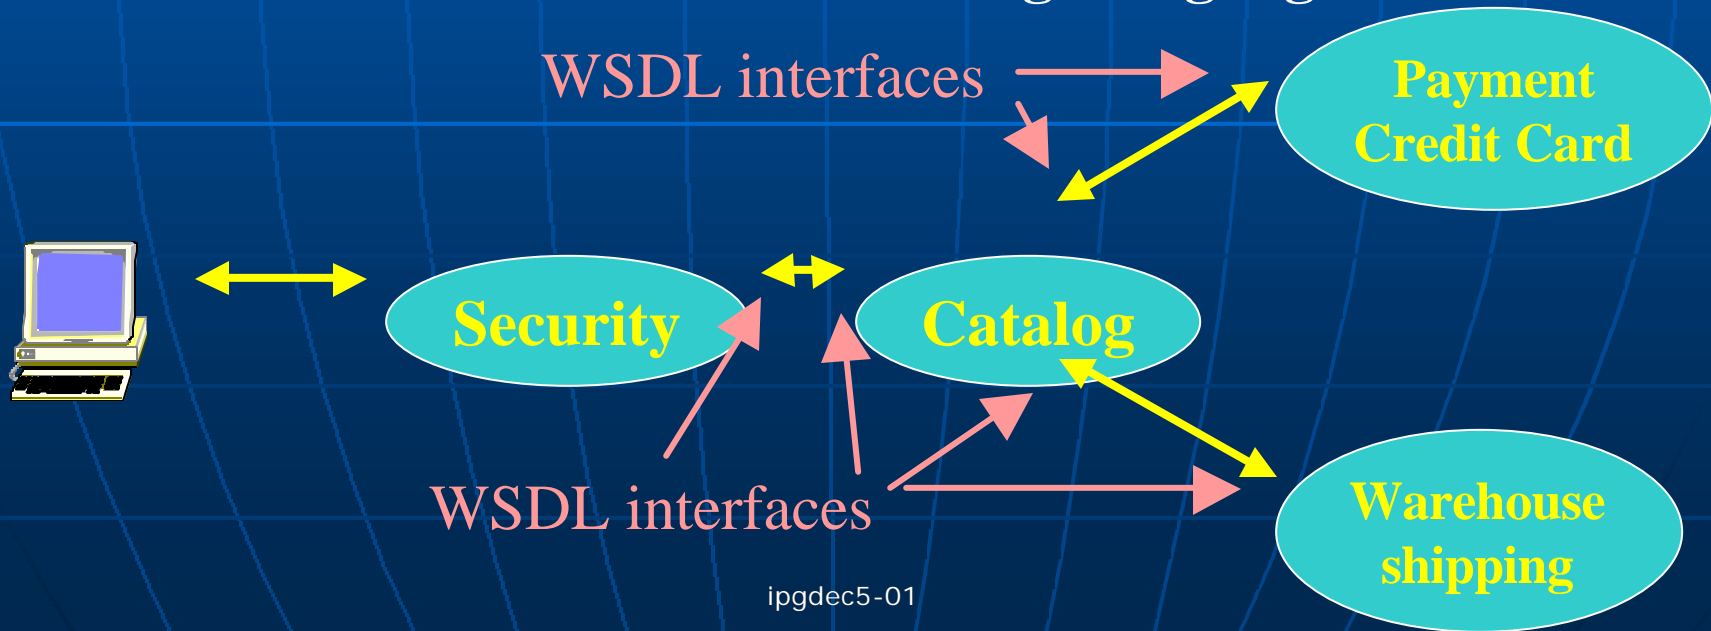 WSDL interfaces
Payment
Credit Card
Security
Catalog
WSDL interfaces
Warehouse
shipping
ipgdec5-01